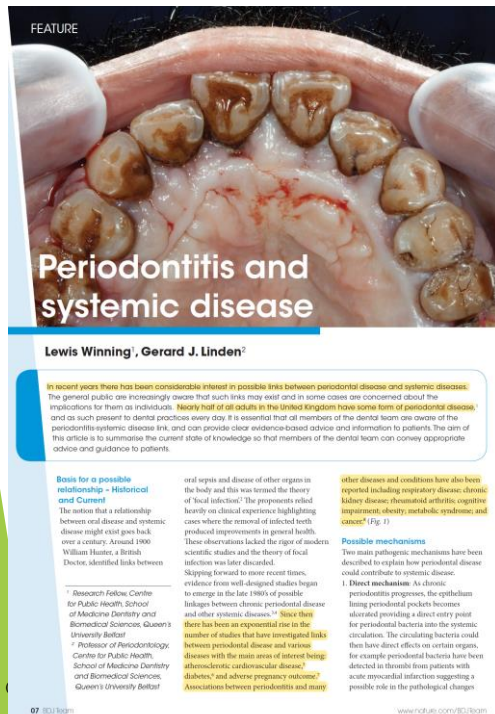 FEATURE
Periodontitis and
systemic disease
Lewis Winning¹, Gerard J. Linden²
In recent years there has been considerable interest in possible links between periodontal disease and systemic diseases.
The general public are increasingly aware that such links may exist and in some cases are concerned about the
implications for them as individuals. Nearly half of all adults in the United Kingdom have some form of periodontal disease,¹
and as such present to dental practices every day. It is essential that all members of the dental team are aware of the
periodontitis-systemic disease link, and can provide clear evidence-based advice and information to patients. The aim of
this article is to summarise the current state of knowledge so that members of the dental team can convey appropriate
advice and guidance to patients.
Basis for a possible
relationship – Historical
and Current
The notion that a relationship
between oral disease and systemic
disease might exist goes back
over a century. Around 1900
William Hunter, a British
Doctor, identified links between
¹ Research Fellow, Centre
for Public Health, School
of Medicine Dentistry and
Biomedical Sciences, Queen's
University Belfast
² Professor of Periodontology,
Centre for Public Health,
School of Medicine Dentistry
and Biomedical Sciences,
Queen's University Belfast
oral sepsis and disease of other organs in
the body and this was termed the theory
of 'focal infection'.² The proponents relied
heavily on clinical experience highlighting
cases where the removal of infected teeth
produced improvements in general health.
These observations lacked the rigor of modern
scientific studies and the theory of focal
infection was later discarded.
Skipping forward to more recent times,
evidence from well-designed studies began
to emerge in the late 1980's of possible
linkages between chronic periodontal disease
and other systemic diseases.³,⁴ Since then
there has been an exponential rise in the
number of studies that have investigated links
between periodontal disease and various
diseases with the main areas of interest being:
atherosclerotic cardiovascular disease,⁵
diabetes,⁶ and adverse pregnancy outcome.⁷
Associations between periodontitis and many
other diseases and conditions have also been
reported including respiratory disease; chronic
kidney disease; rheumatoid arthritis; cognitive
impairment; obesity; metabolic syndrome; and
cancer.⁸ (Fig. 1)
Possible mechanisms
Two main pathogenic mechanisms have been
described to explain how periodontal disease
could contribute to systemic disease.
1. Direct mechanism: As chronic
periodontitis progresses, the epithelium
lining periodontal pockets becomes
ulcerated providing a direct entry point
for periodontal bacteria into the systemic
circulation. The circulating bacteria could
then have direct effects on certain organs,
for example periodontal bacteria have been
detected in thrombi from patients with
acute myocardial infarction suggesting a
possible role in the pathological changes
07 BDJ Team
www.nature.com/BDJTeam